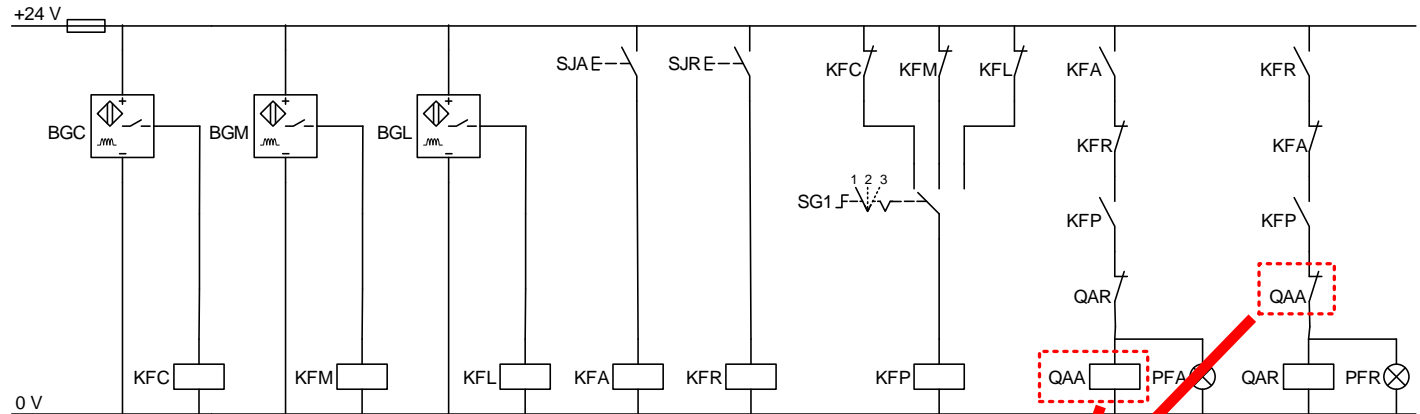 +24 V
SJA E
SJR E
KFC
KFM
KFL
KFA
KFR
BGC
+
−
BGM
+
−
BGL
+
−
KFR
KFA
1 2 3
SG1
KFP
KFP
QAR
QAA
KFC
KFM
KFL
KFA
KFR
KFP
QAA
PFA
QAR
PFR
0 V